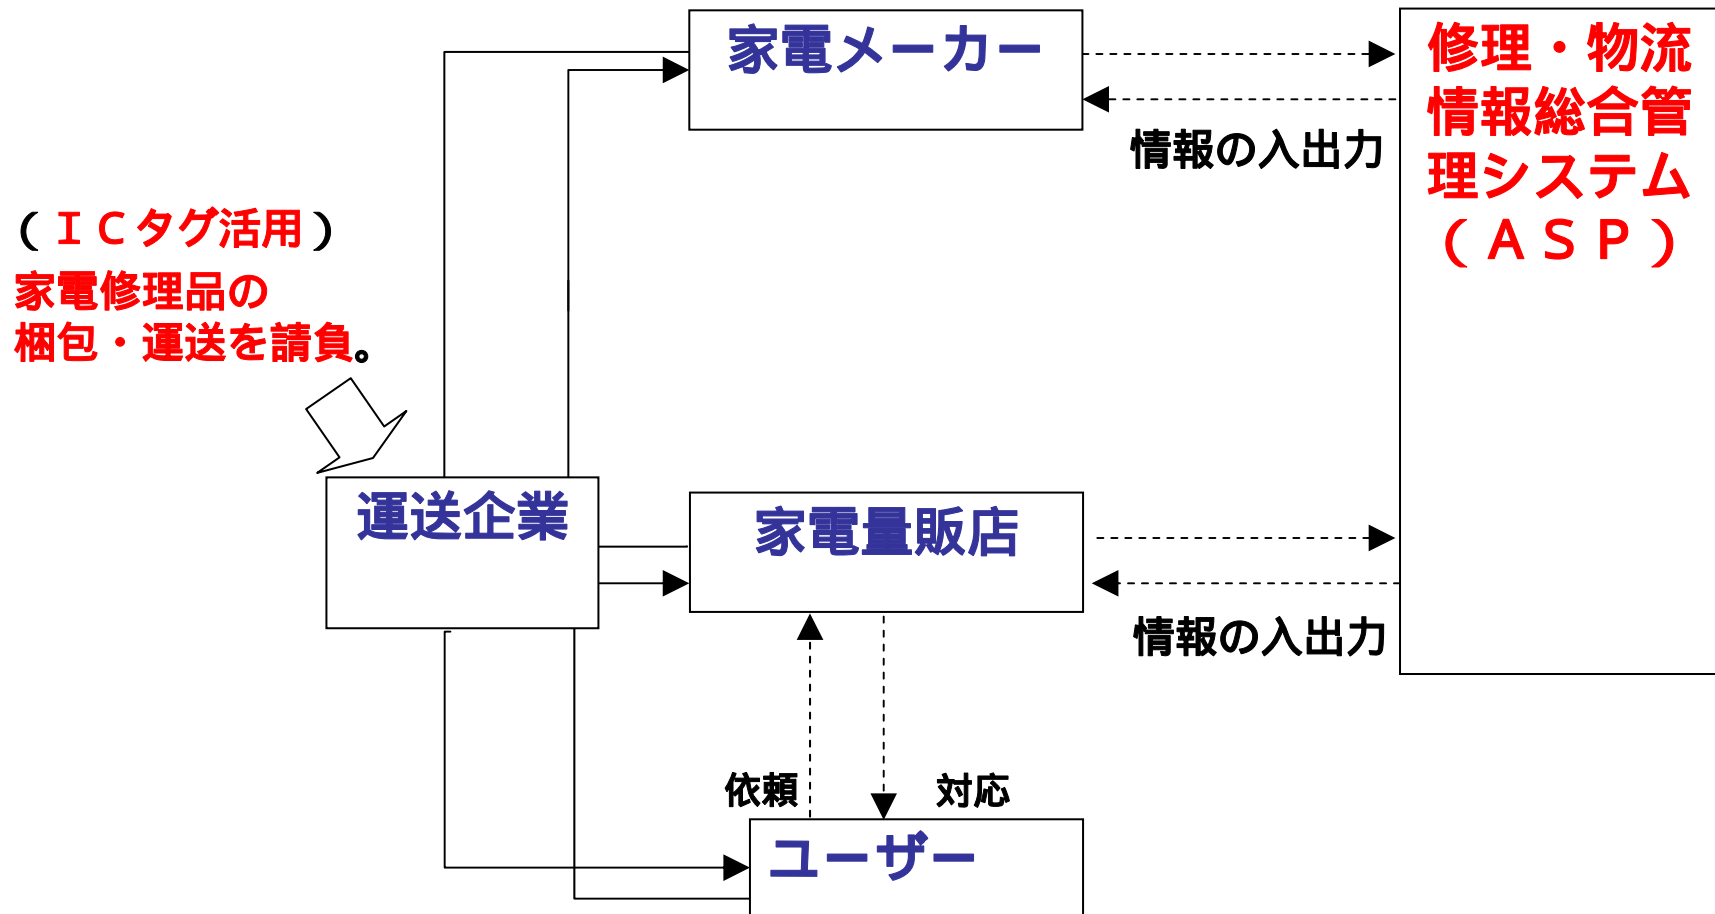 家電メーカー
修理・物流
情報総合管
理システム
(ＡＳＰ)
情報の入出力
(ＩＣタグ活用)
家電修理品の
梱包・運送を請負。
運送企業
家電量販店
情報の入出力
依頼
対応
ユーザー